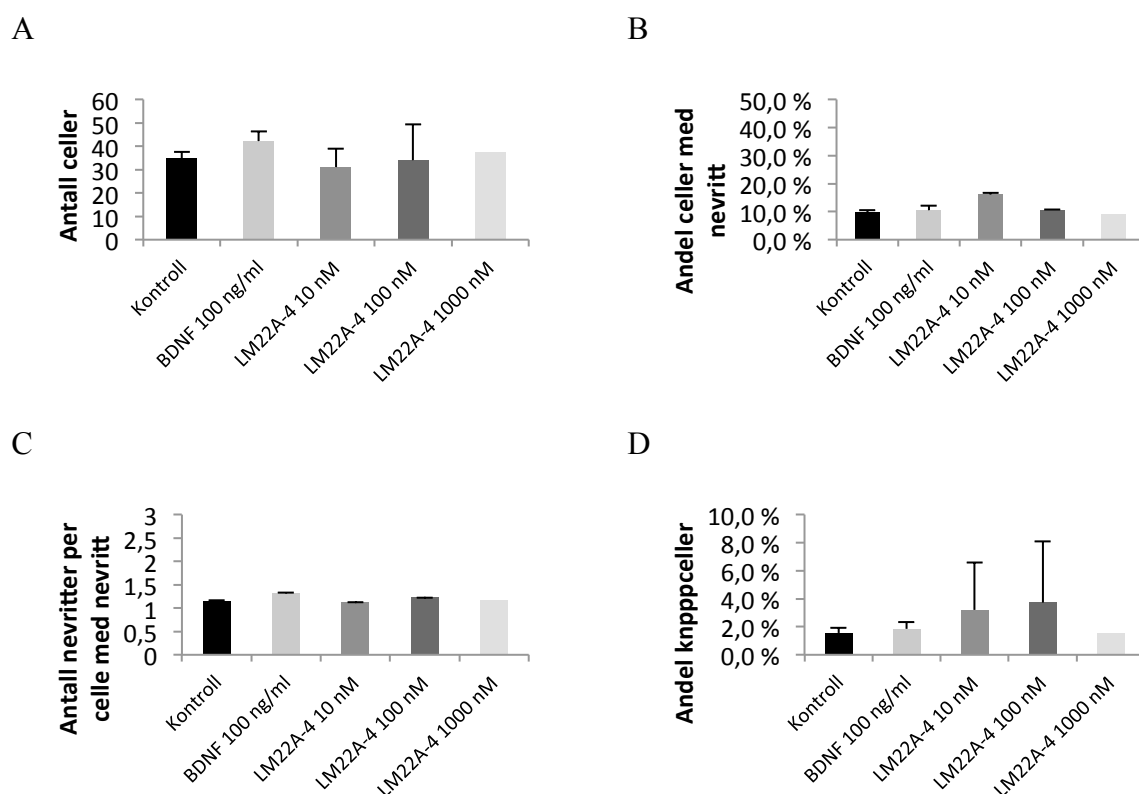 A
Antall celler
60
50
40
30
20
10
0
Kontroll
BDNF 100 ng/ml
LM22A-4 10 nM
LM22A-4 100 nM
LM22A-4 1000 nM
B
Andel celler med
nevritt
50,0 %
40,0 %
30,0 %
20,0 %
10,0 %
0,0 %
Kontroll
BDNF 100 ng/ml
LM22A-4 10 nM
LM22A-4 100 nM
LM22A-4 1000 nM
C
Antall nevritter per
celle med nevritt
3
2,5
2
1,5
1
0,5
0
Kontroll
BDNF 100 ng/ml
LM22A-4 10 nM
LM22A-4 100 nM
LM22A-4 1000 nM
D
Andel knpppceller
10,0 %
8,0 %
6,0 %
4,0 %
2,0 %
0,0 %
Kontroll
BDNF 100 ng/ml
LM22A-4 10 nM
LM22A-4 100 nM
LM22A-4 1000 nM